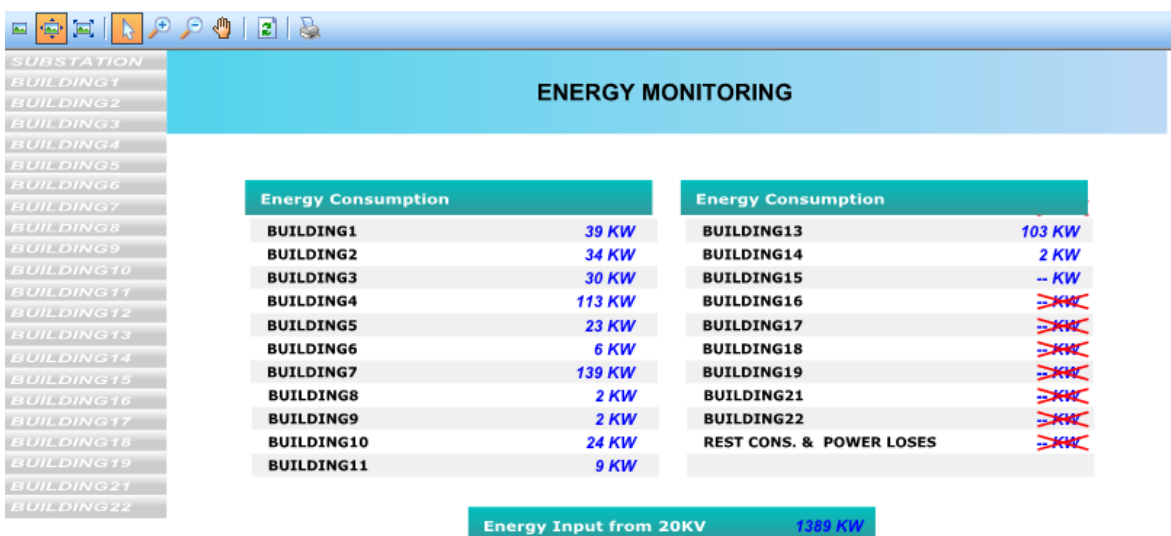 SUBSTATION
BUILDING1
BUILDING2
BUILDING3
BUILDING4
BUILDING5
BUILDING6
BUILDING7
BUILDING8
BUILDING9
BUILDING10
BUILDING11
BUILDING12
BUILDING13
BUILDING14
BUILDING15
BUILDING16
BUILDING17
BUILDING18
BUILDING19
BUILDING21
BUILDING22
ENERGY MONITORING
Energy Consumption
BUILDING1 39 KW
BUILDING2 34 KW
BUILDING3 30 KW
BUILDING4 113 KW
BUILDING5 23 KW
BUILDING6 6 KW
BUILDING7 139 KW
BUILDING8 2 KW
BUILDING9 2 KW
BUILDING10 24 KW
BUILDING11 9 KW
Energy Consumption
BUILDING13 103 KW
BUILDING14 2 KW
BUILDING15 -- KW
BUILDING16 -- KW
BUILDING17 -- KW
BUILDING18 -- KW
BUILDING19 -- KW
BUILDING21 -- KW
BUILDING22 -- KW
REST CONS. & POWER LOSES -- KW
Energy Input from 20KV 1389 KW